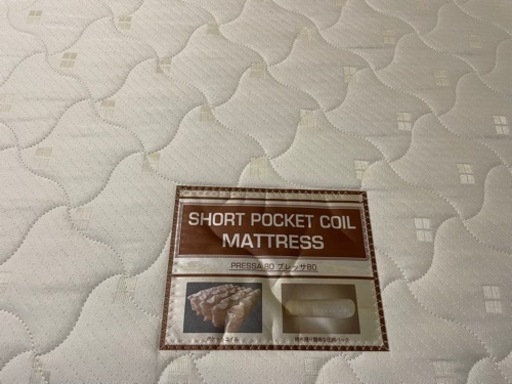 SHORT POCKET COIL
MATTRESS
PRESSA 80 プレッサ80